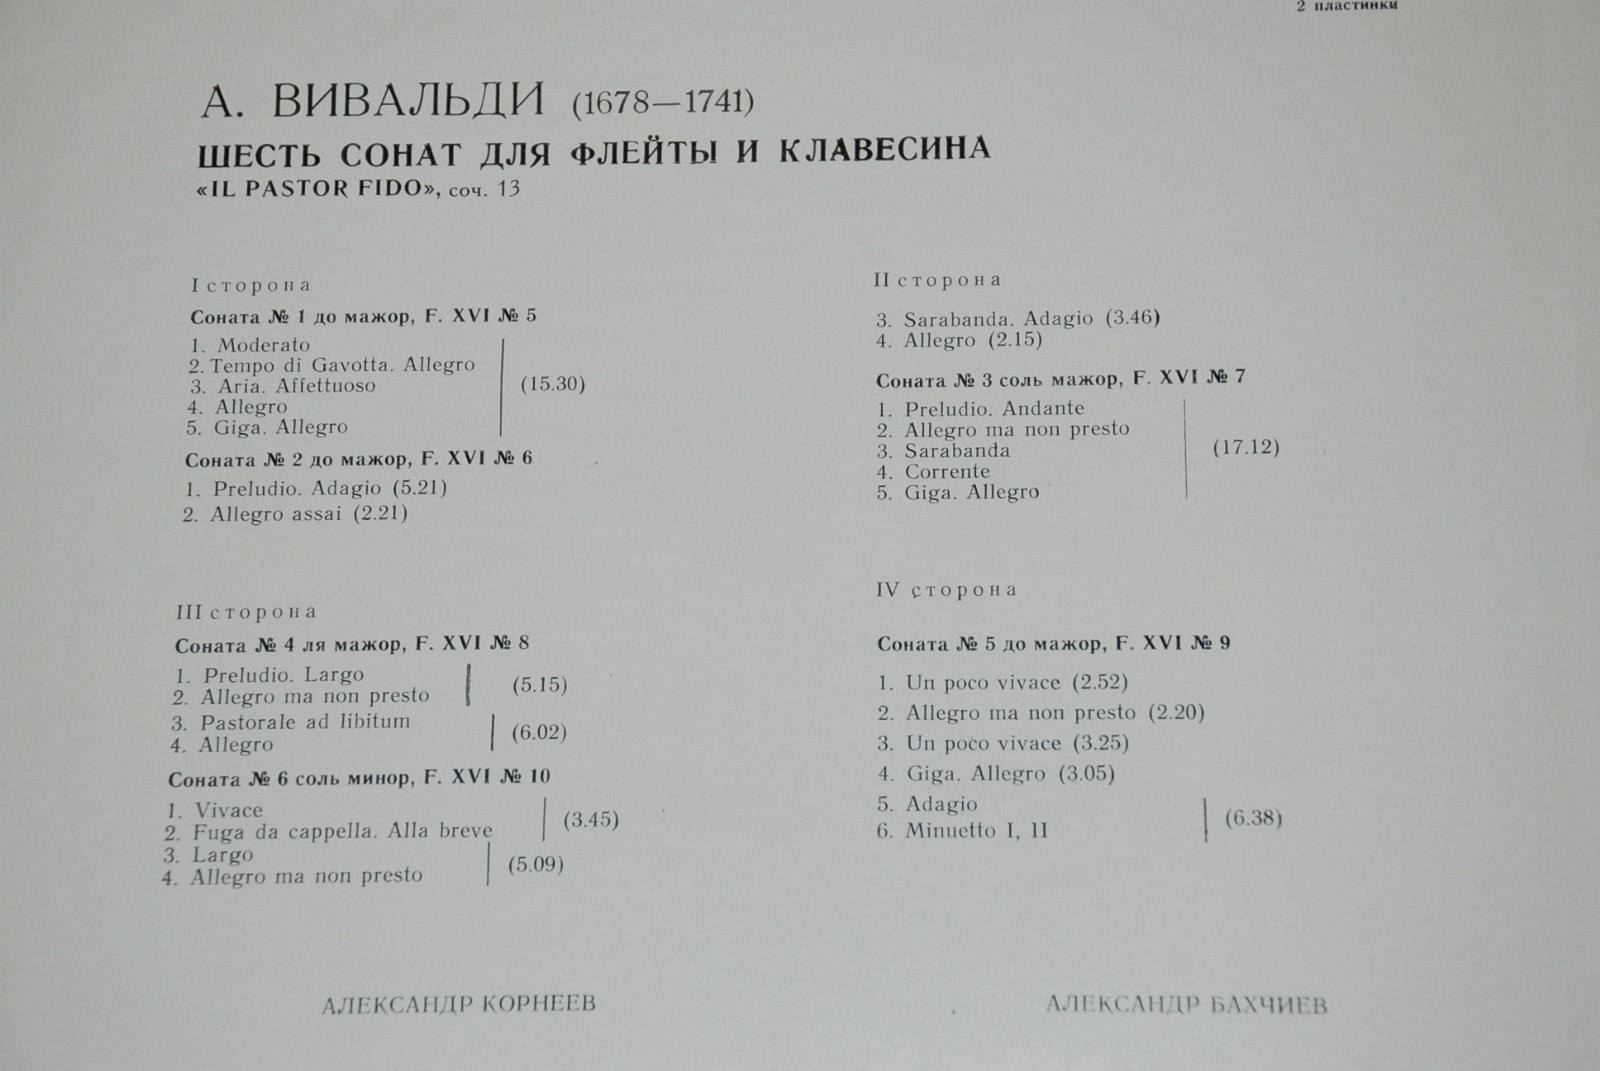 2 пластинки
А. ВИВАЛЬДИ (1678—1741)
ШЕСТЬ СОНАТ ДЛЯ ФЛЕЙТЫ И КЛАВЕСИНА
«IL PASTOR FIDO», соч. 13
I сторона
Соната № 1 до мажор, F. XVI № 5
1. Moderato
2. Tempo di Gavotta. Allegro
3. Aria. Affettuoso
4. Allegro
5. Giga. Allegro
(15.30)
Соната № 2 до мажор, F. XVI № 6
1. Preludio. Adagio (5.21)
2. Allegro assai (2.21)
II сторона
3. Sarabanda. Adagio (3.46)
4. Allegro (2.15)
Соната № 3 соль мажор, F. XVI № 7
1. Preludio. Andante
2. Allegro ma non presto
3. Sarabanda
4. Corrente
5. Giga. Allegro
(17.12)
III сторона
Соната № 4 ля мажор, F. XVI № 8
1. Preludio. Largo
2. Allegro ma non presto
(5.15)
3. Pastorale ad libitum
4. Allegro
(6.02)
Соната № 6 соль минор, F. XVI № 10
1. Vivace
2. Fuga da cappella. Alla breve
(3.45)
3. Largo
4. Allegro ma non presto
(5.09)
IV сторона
Соната № 5 до мажор, F. XVI № 9
1. Un poco vivace (2.52)
2. Allegro ma non presto (2.20)
3. Un poco vivace (3.25)
4. Giga. Allegro (3.05)
5. Adagio
6. Minuetto I, II
(6.38)
АЛЕКСАНДР КОРНЕЕВ
АЛЕКСАНДР БАХЧИЕВ